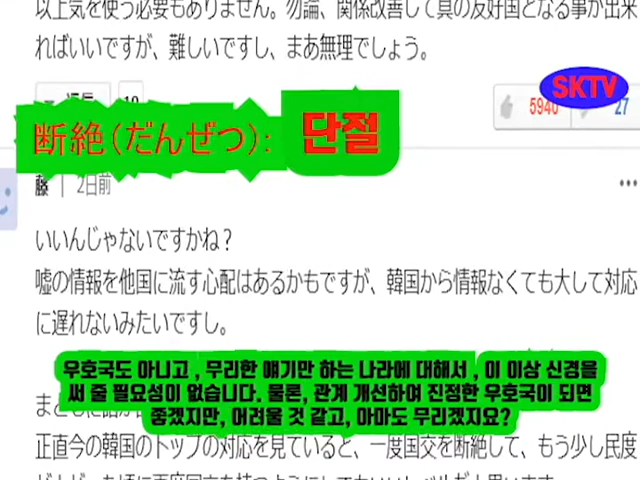 以上気を使う必要もありません。勿論、関係改善して真の友好国となる事が出来
ればいいですが、難しいですし、まあ無理でしょう。
SKTV
5940
27
断絶(だんぜつ): 단절
藤 | 2日前
いいんじゃないですかね？
嘘の情報を他国に流す心配はあるかもですが、韓国から情報なくても大して対応
に遅れないみたいですし。
우호국도 아니고 , 무리한 얘기만 하는 나라에 대해서 , 이 이상 신경을
써 줄 필요성이 없습니다. 물론, 관계 개선하여 진정한 우호국이 되면
좋겠지만, 어려울 것 같고, 아마도 무리겠지요?
正直今の韓国のトップの対応を見ていると、一度国交を断絶して、もう少し民度